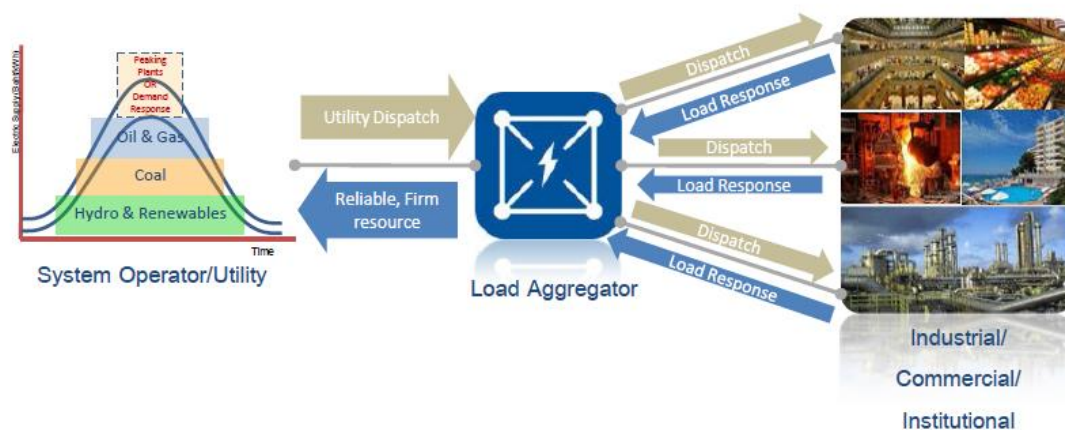 Peaking
Plants
OR
Demand
Response
Oil & Gas
Coal
Hydro & Renewables
Time
System Operator/Utility
Utility Dispatch
Reliable, Firm
resource
Load Aggregator
Dispatch
Load Response
Dispatch
Load Response
Dispatch
Load Response
Industrial/
Commercial/
Institutional